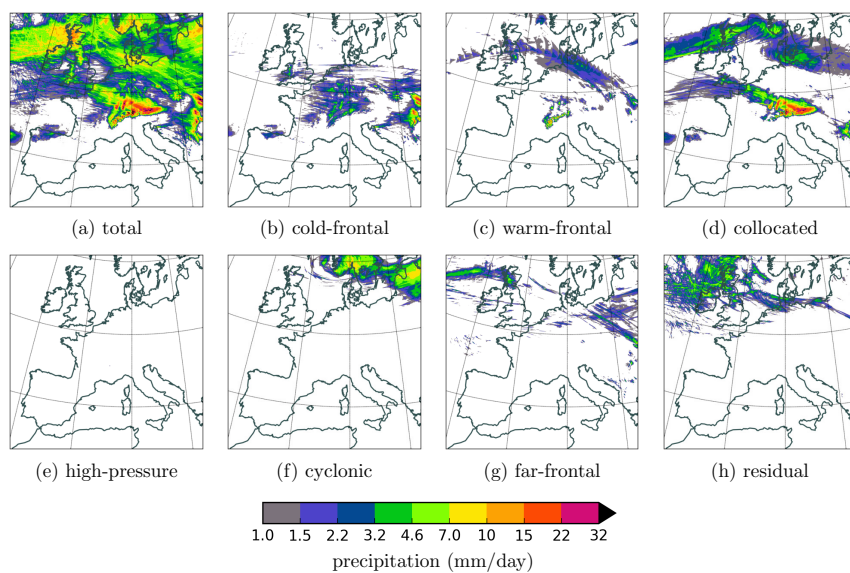 (a) total (b) cold-frontal (c) warm-frontal (d) collocated
(e) high-pressure (f) cyclonic (g) far-frontal (h) residual
1.0 1.5 2.2 3.2 4.6 7.0 10 15 22 32
precipitation (mm/day)